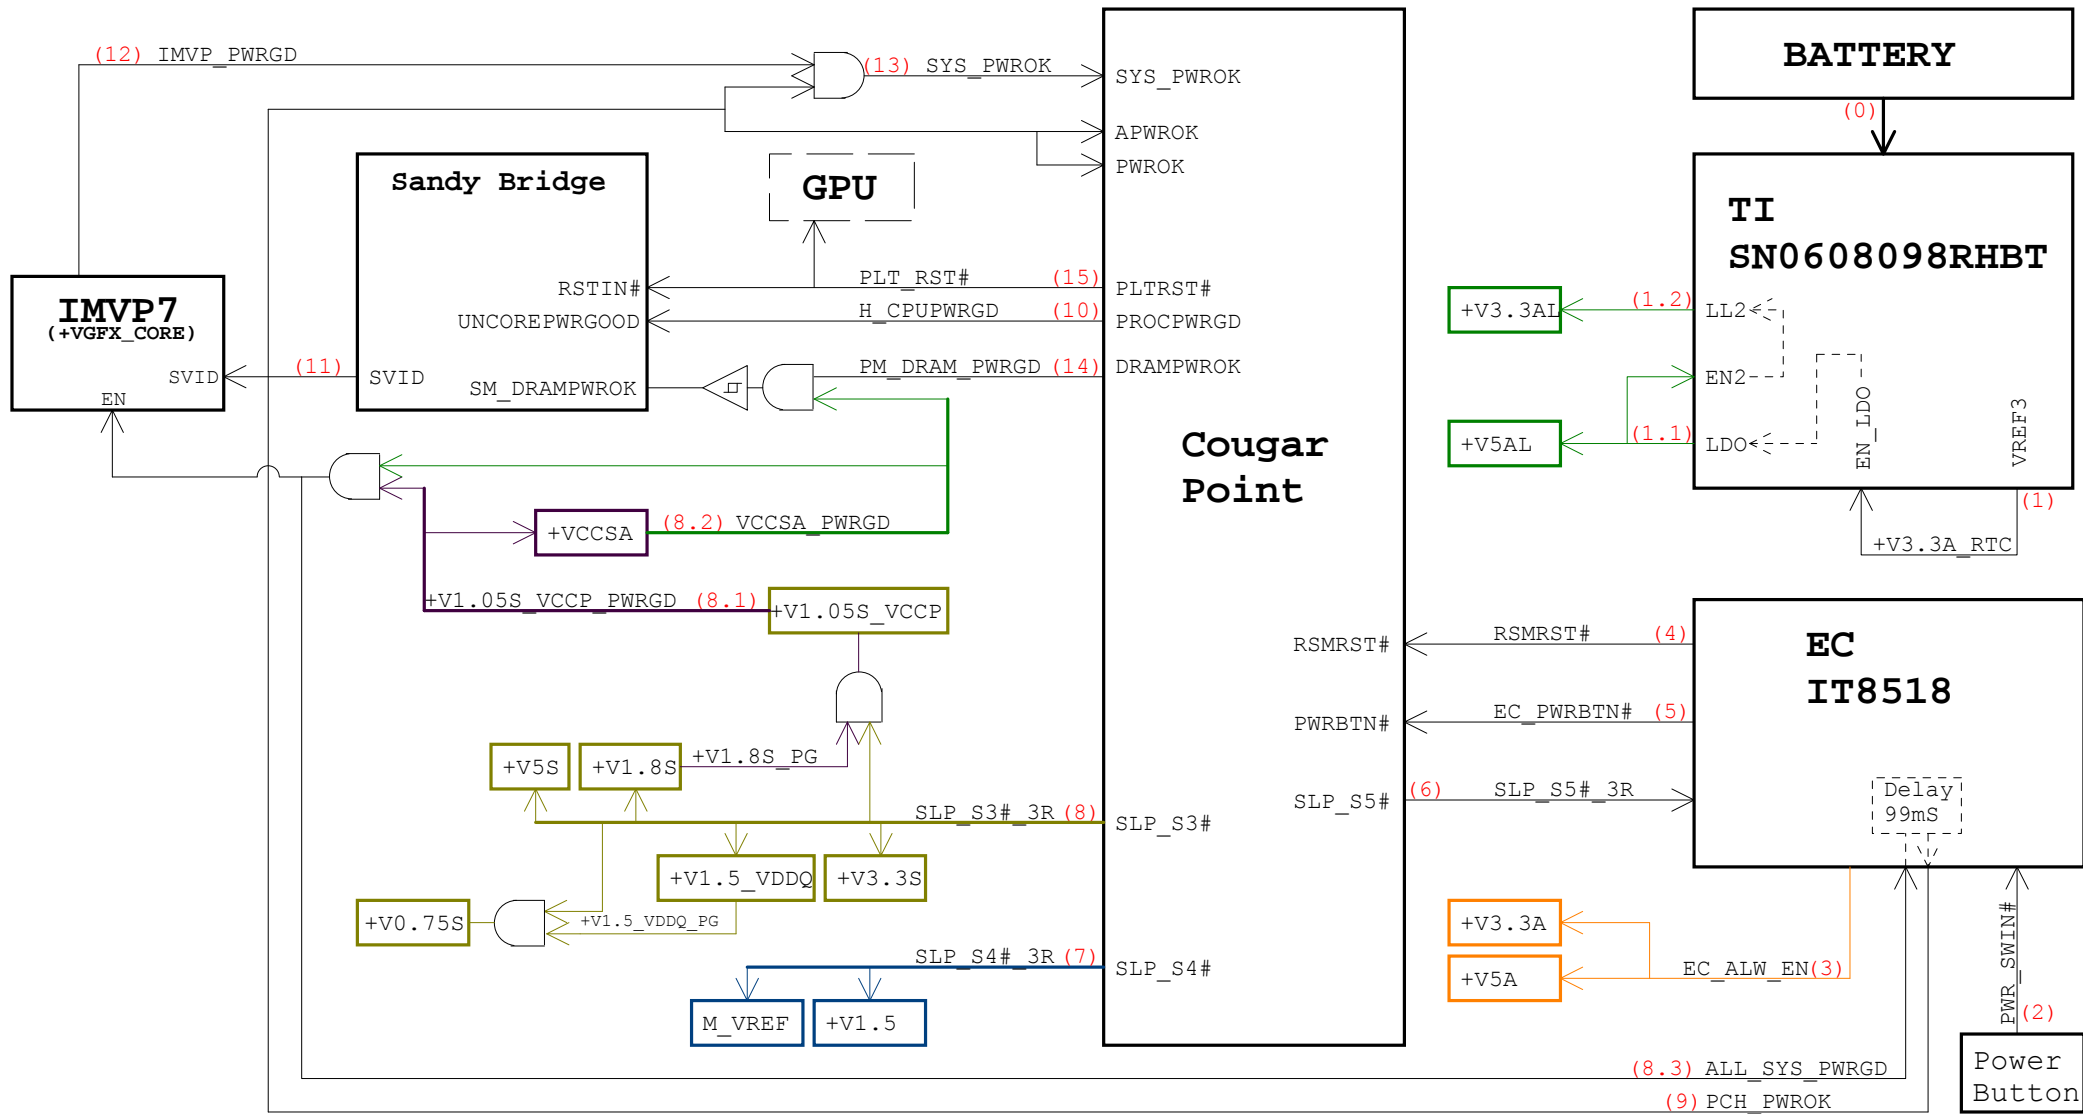 (12) IMVP_PWRGD
(13) SYS_PWROK
SYS_PWROK
APWROK
PWROK
BATTERY
(0)
Sandy Bridge
GPU
TI
SN0608098RHBT
RSTIN#
PLT_RST# (15)
PLTRST#
UNCOREPWRGOOD
H_CPUPWRGD (10)
PROCPWRGD
IMVP7
(+VGFX_CORE)
SVID
EN
(11)
SVID
SM_DRAMPWROK
PM_DRAM_PWRGD (14)
DRAMPWROK
+V3.3AL
(1.2)
LL2
EN2
+V5AL
(1.1)
LDO
EN_LDO
VREF3
(1)
+V3.3A_RTC
Cougar
Point
+VCCSA
(8.2) VCCSA_PWRGD
+V1.05S_VCCP_PWRGD (8.1)
+V1.05S_VCCP
RSMRST#
RSMRST# (4)
EC
IT8518
PWRBTN#
EC_PWRBTN# (5)
SLP_S5#
(6) SLP_S5#_3R
Delay
99mS
+V5S
+V1.8S
+V1.8S_PG
SLP_S3#_3R (8)
SLP_S3#
+V1.5_VDDQ
+V3.3S
+V0.75S
+V1.5_VDDQ_PG
SLP_S4#_3R (7)
SLP_S4#
M_VREF
+V1.5
+V3.3A
+V5A
EC_ALW_EN(3)
PWR_SWIN#
(2)
Power
Button
(8.3) ALL_SYS_PWRGD
(9) PCH_PWROK